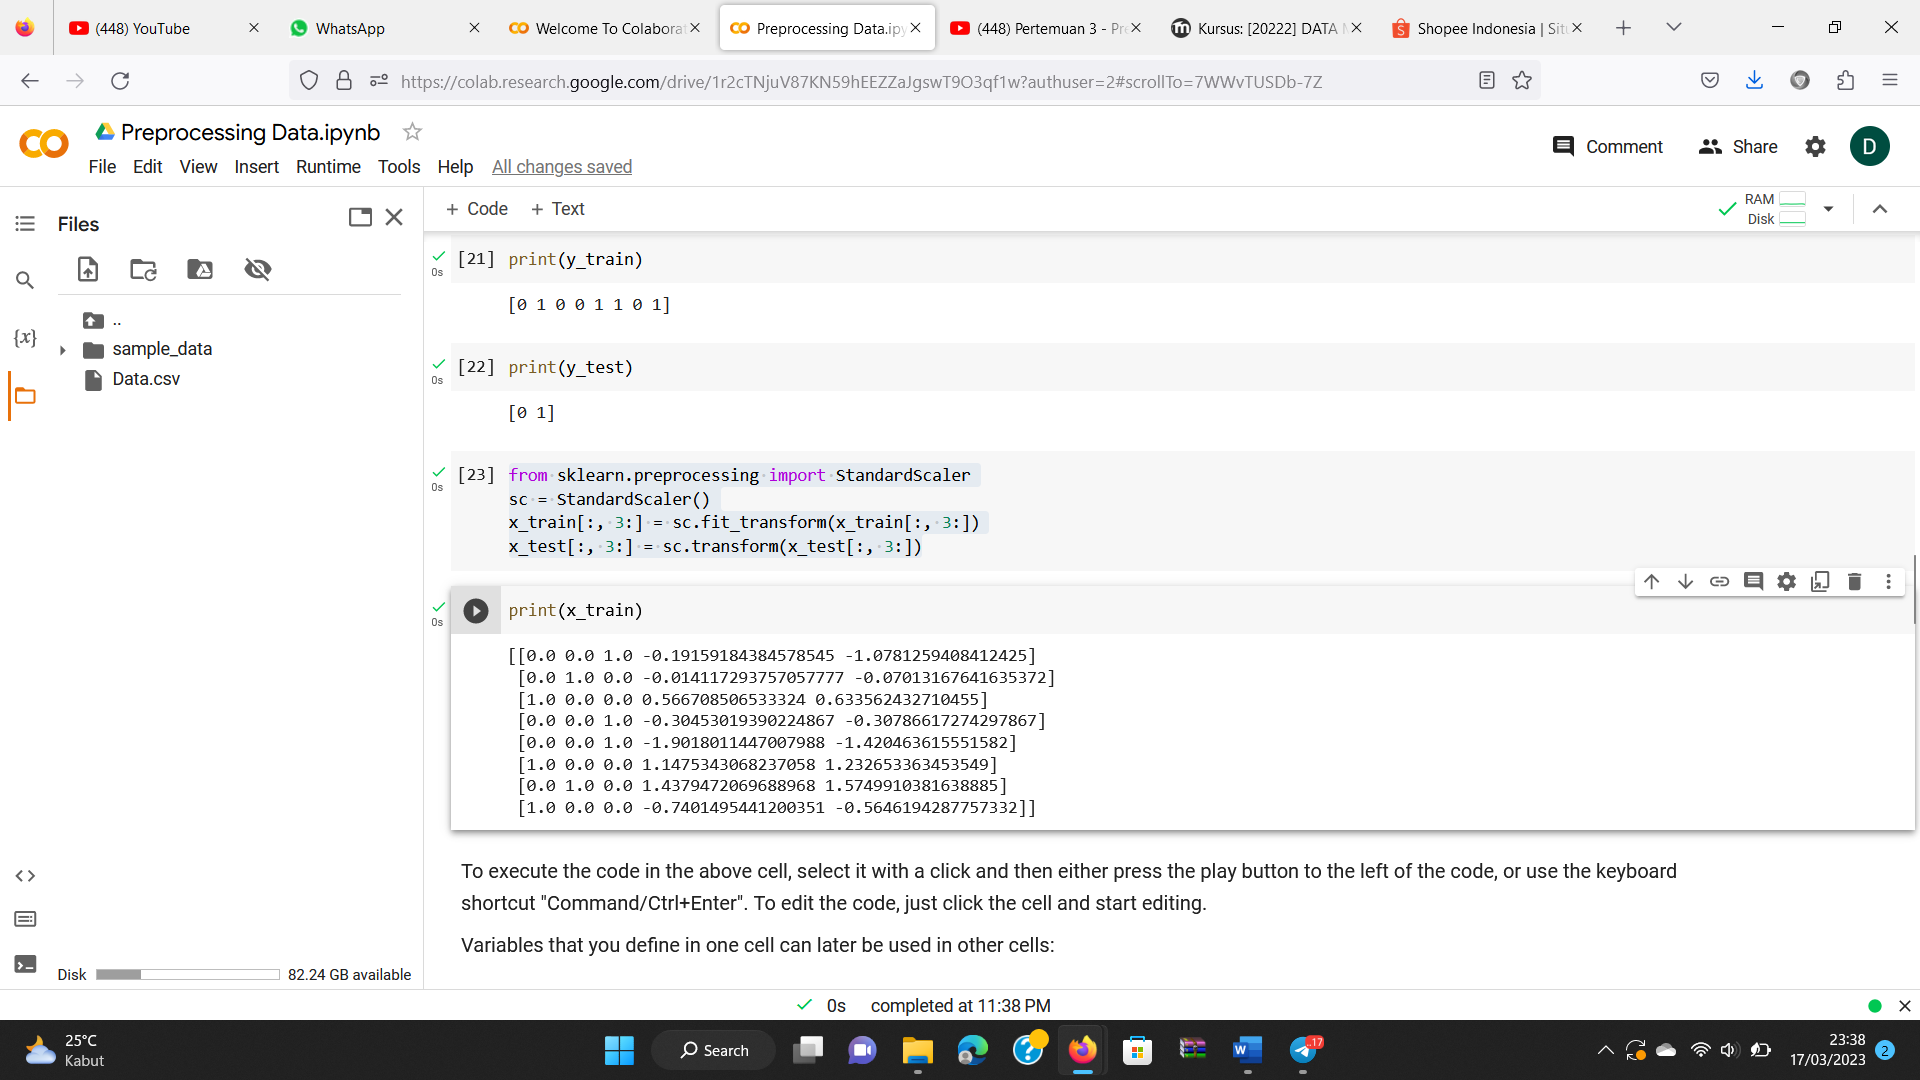 (448) YouTube
WhatsApp
Welcome To Colaborat
Preprocessing Data.ipy
(448) Pertemuan 3 - Pre
Kursus: [20222] DATA M
Shopee Indonesia | Situ
https://colab.research.google.com/drive/1r2cTNjuV87KN59hEEZZaJgswT9O3qf1w?authuser=2#scrollTo=7WWvTUSDb-7Z
Preprocessing Data.ipynb
File Edit View Insert Runtime Tools Help All changes saved
Comment
Share
D
Files
+ Code + Text
RAM
Disk
..
sample_data
Data.csv
{x}
[21] print(y_train)
0s
[0 1 0 0 1 1 0 1]
[22] print(y_test)
0s
[0 1]
[23] from sklearn.preprocessing import StandardScaler
0s
sc = StandardScaler()
x_train[:, 3:] = sc.fit_transform(x_train[:, 3:])
x_test[:, 3:] = sc.transform(x_test[:, 3:])
print(x_train)
0s
[[0.0 0.0 1.0 -0.19159184384578545 -1.0781259408412425]
[0.0 1.0 0.0 -0.014117293757057777 -0.07013167641635372]
[1.0 0.0 0.0 0.566708506533324 0.633562432710455]
[0.0 0.0 1.0 -0.30453019390224867 -0.30786617274297867]
[0.0 0.0 1.0 -1.9018011447007988 -1.420463615551582]
[1.0 0.0 0.0 1.1475343068237058 1.232653363453549]
[0.0 1.0 0.0 1.4379472069688968 1.5749910381638885]
[1.0 0.0 0.0 -0.7401495441200351 -0.5646194287757332]]
To execute the code in the above cell, select it with a click and then either press the play button to the left of the code, or use the keyboard
shortcut "Command/Ctrl+Enter". To edit the code, just click the cell and start editing.
Variables that you define in one cell can later be used in other cells:
Disk
82.24 GB available
0s completed at 11:38 PM
25°C
Kabut
Search
17
23:38
17/03/2023
2